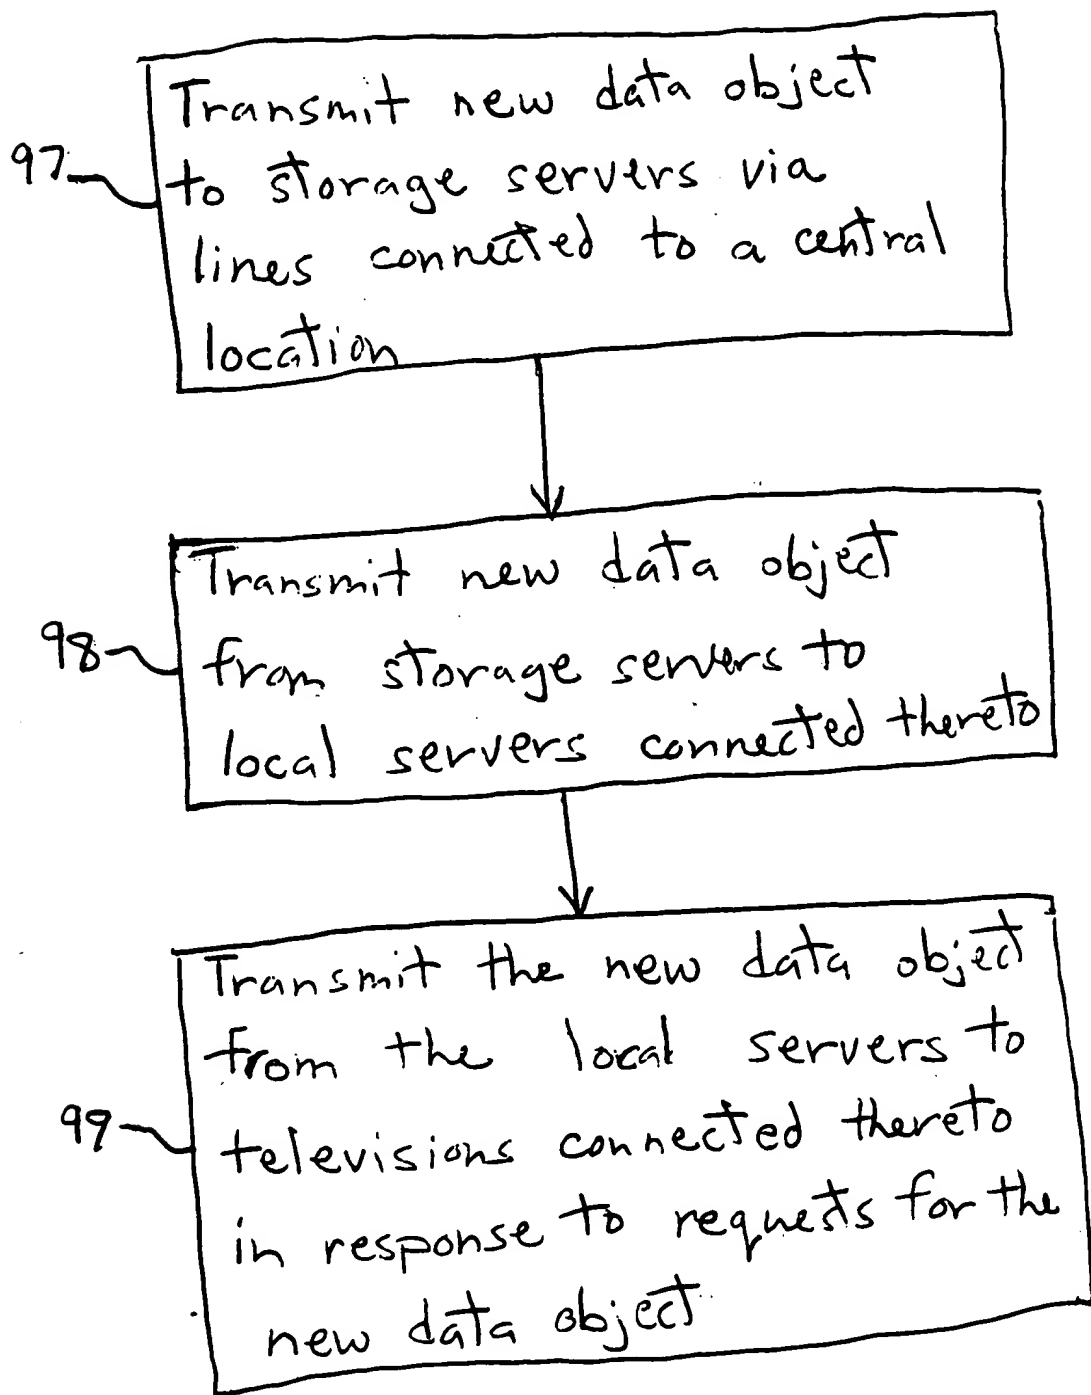 Transmit new data object
97
to storage servers via
lines connected to a central
location
Transmit new data object
98
from storage servers to
local servers connected thereto
Transmit the new data object
from the local servers to
99
televisions connected thereto
in response to requests for the
new data object